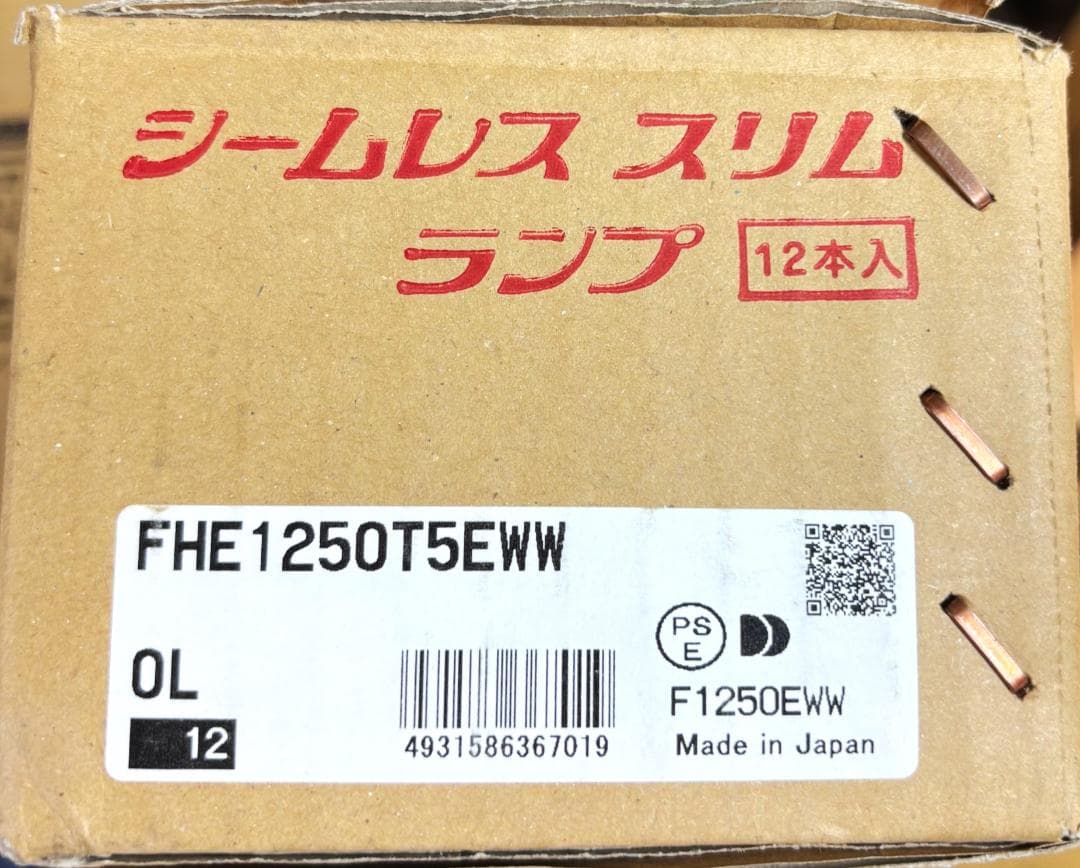 シームレス スリム
ランプ 12本入
FHE1250T5EWW
PS
E
OL
12
4931586367019
F1250EWW
Made in Japan